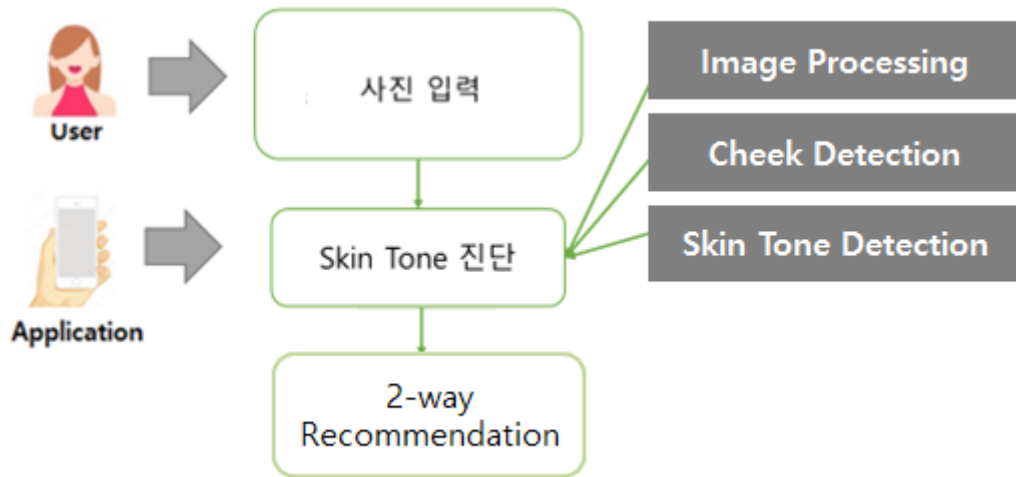 User
사진 입력
Image Processing
Cheek Detection
Application
Skin Tone 진단
Skin Tone Detection
2-way
Recommendation